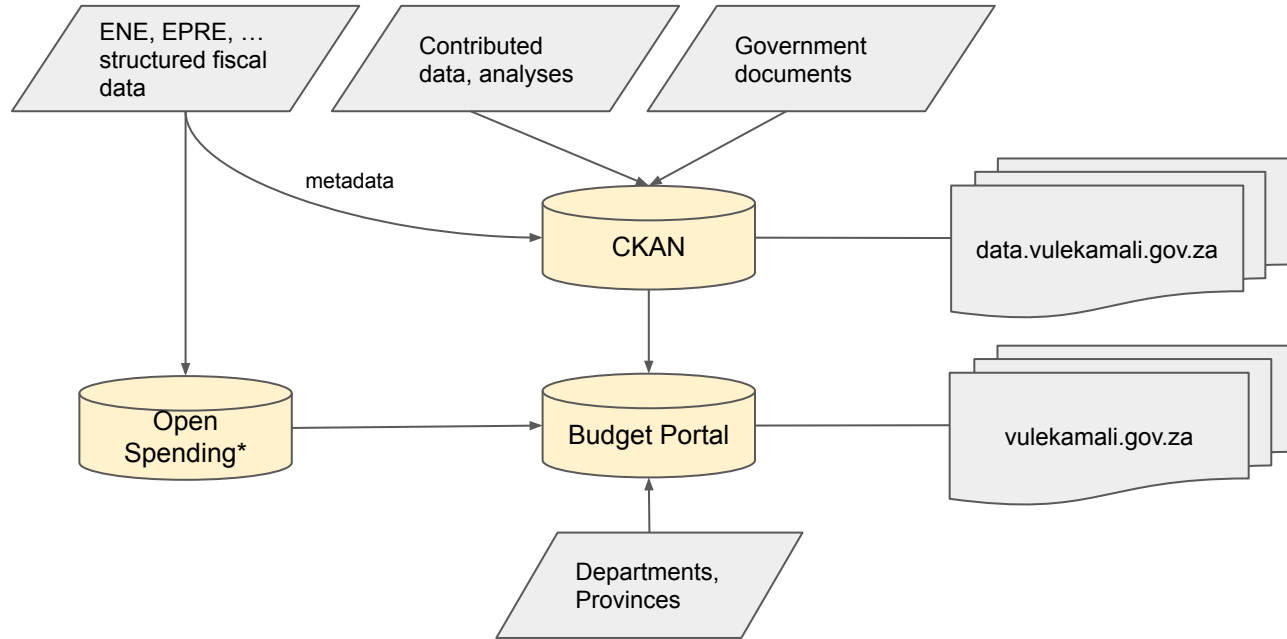 ENE, EPRE, …
structured fiscal
data
Contributed
data, analyses
Government
documents
metadata
CKAN
data.vulekamali.gov.za
Open
Spending*
Budget Portal
vulekamali.gov.za
Departments,
Provinces